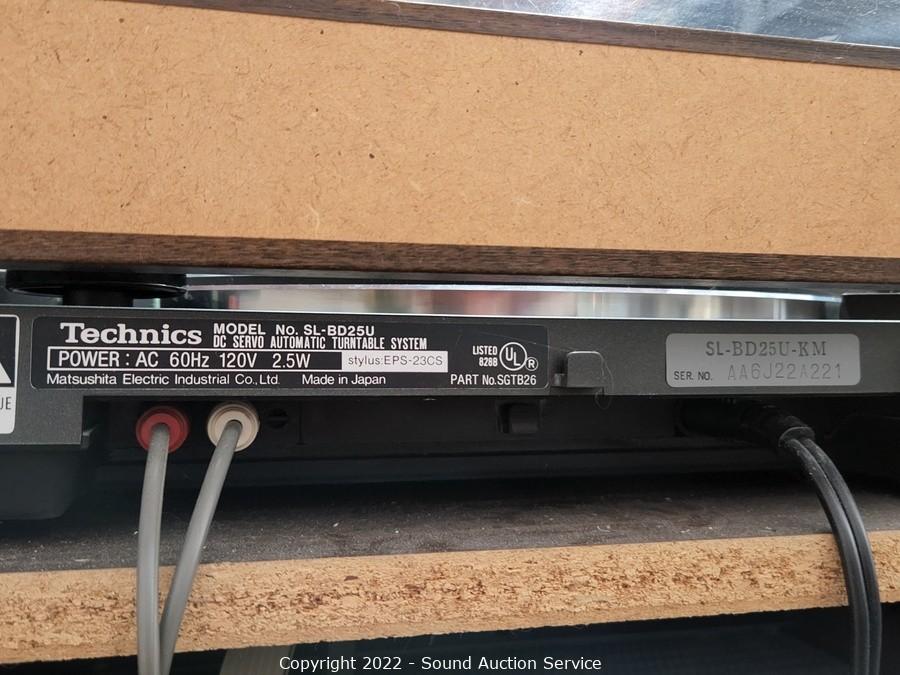 Technics MODEL No. SL-BD25U
DC SERVO AUTOMATIC TURNTABLE SYSTEM
POWER : AC 60Hz 120V 2.5W stylus:EPS-23CS
Matsushita Electric Industrial Co., Ltd. Made in Japan
LISTED
828B
UL
R
PART No.SGTB26
SL-BD25U-KM
SER. NO. AA6J22A221
UE
Copyright 2022 - Sound Auction Service